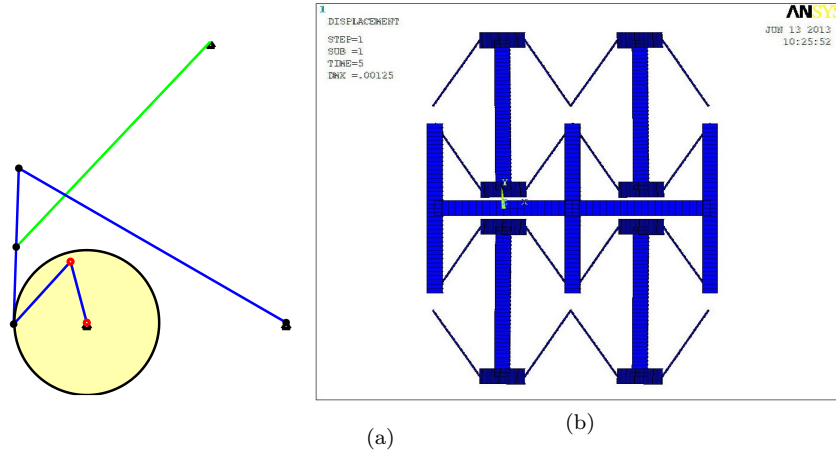 1
DISPLACEMENT
STEP=1
SUB =1
TIME=5
DMX =.00125
ANSYS
JUN 13 2013
10:25:52
Y
X
(a)
(b)